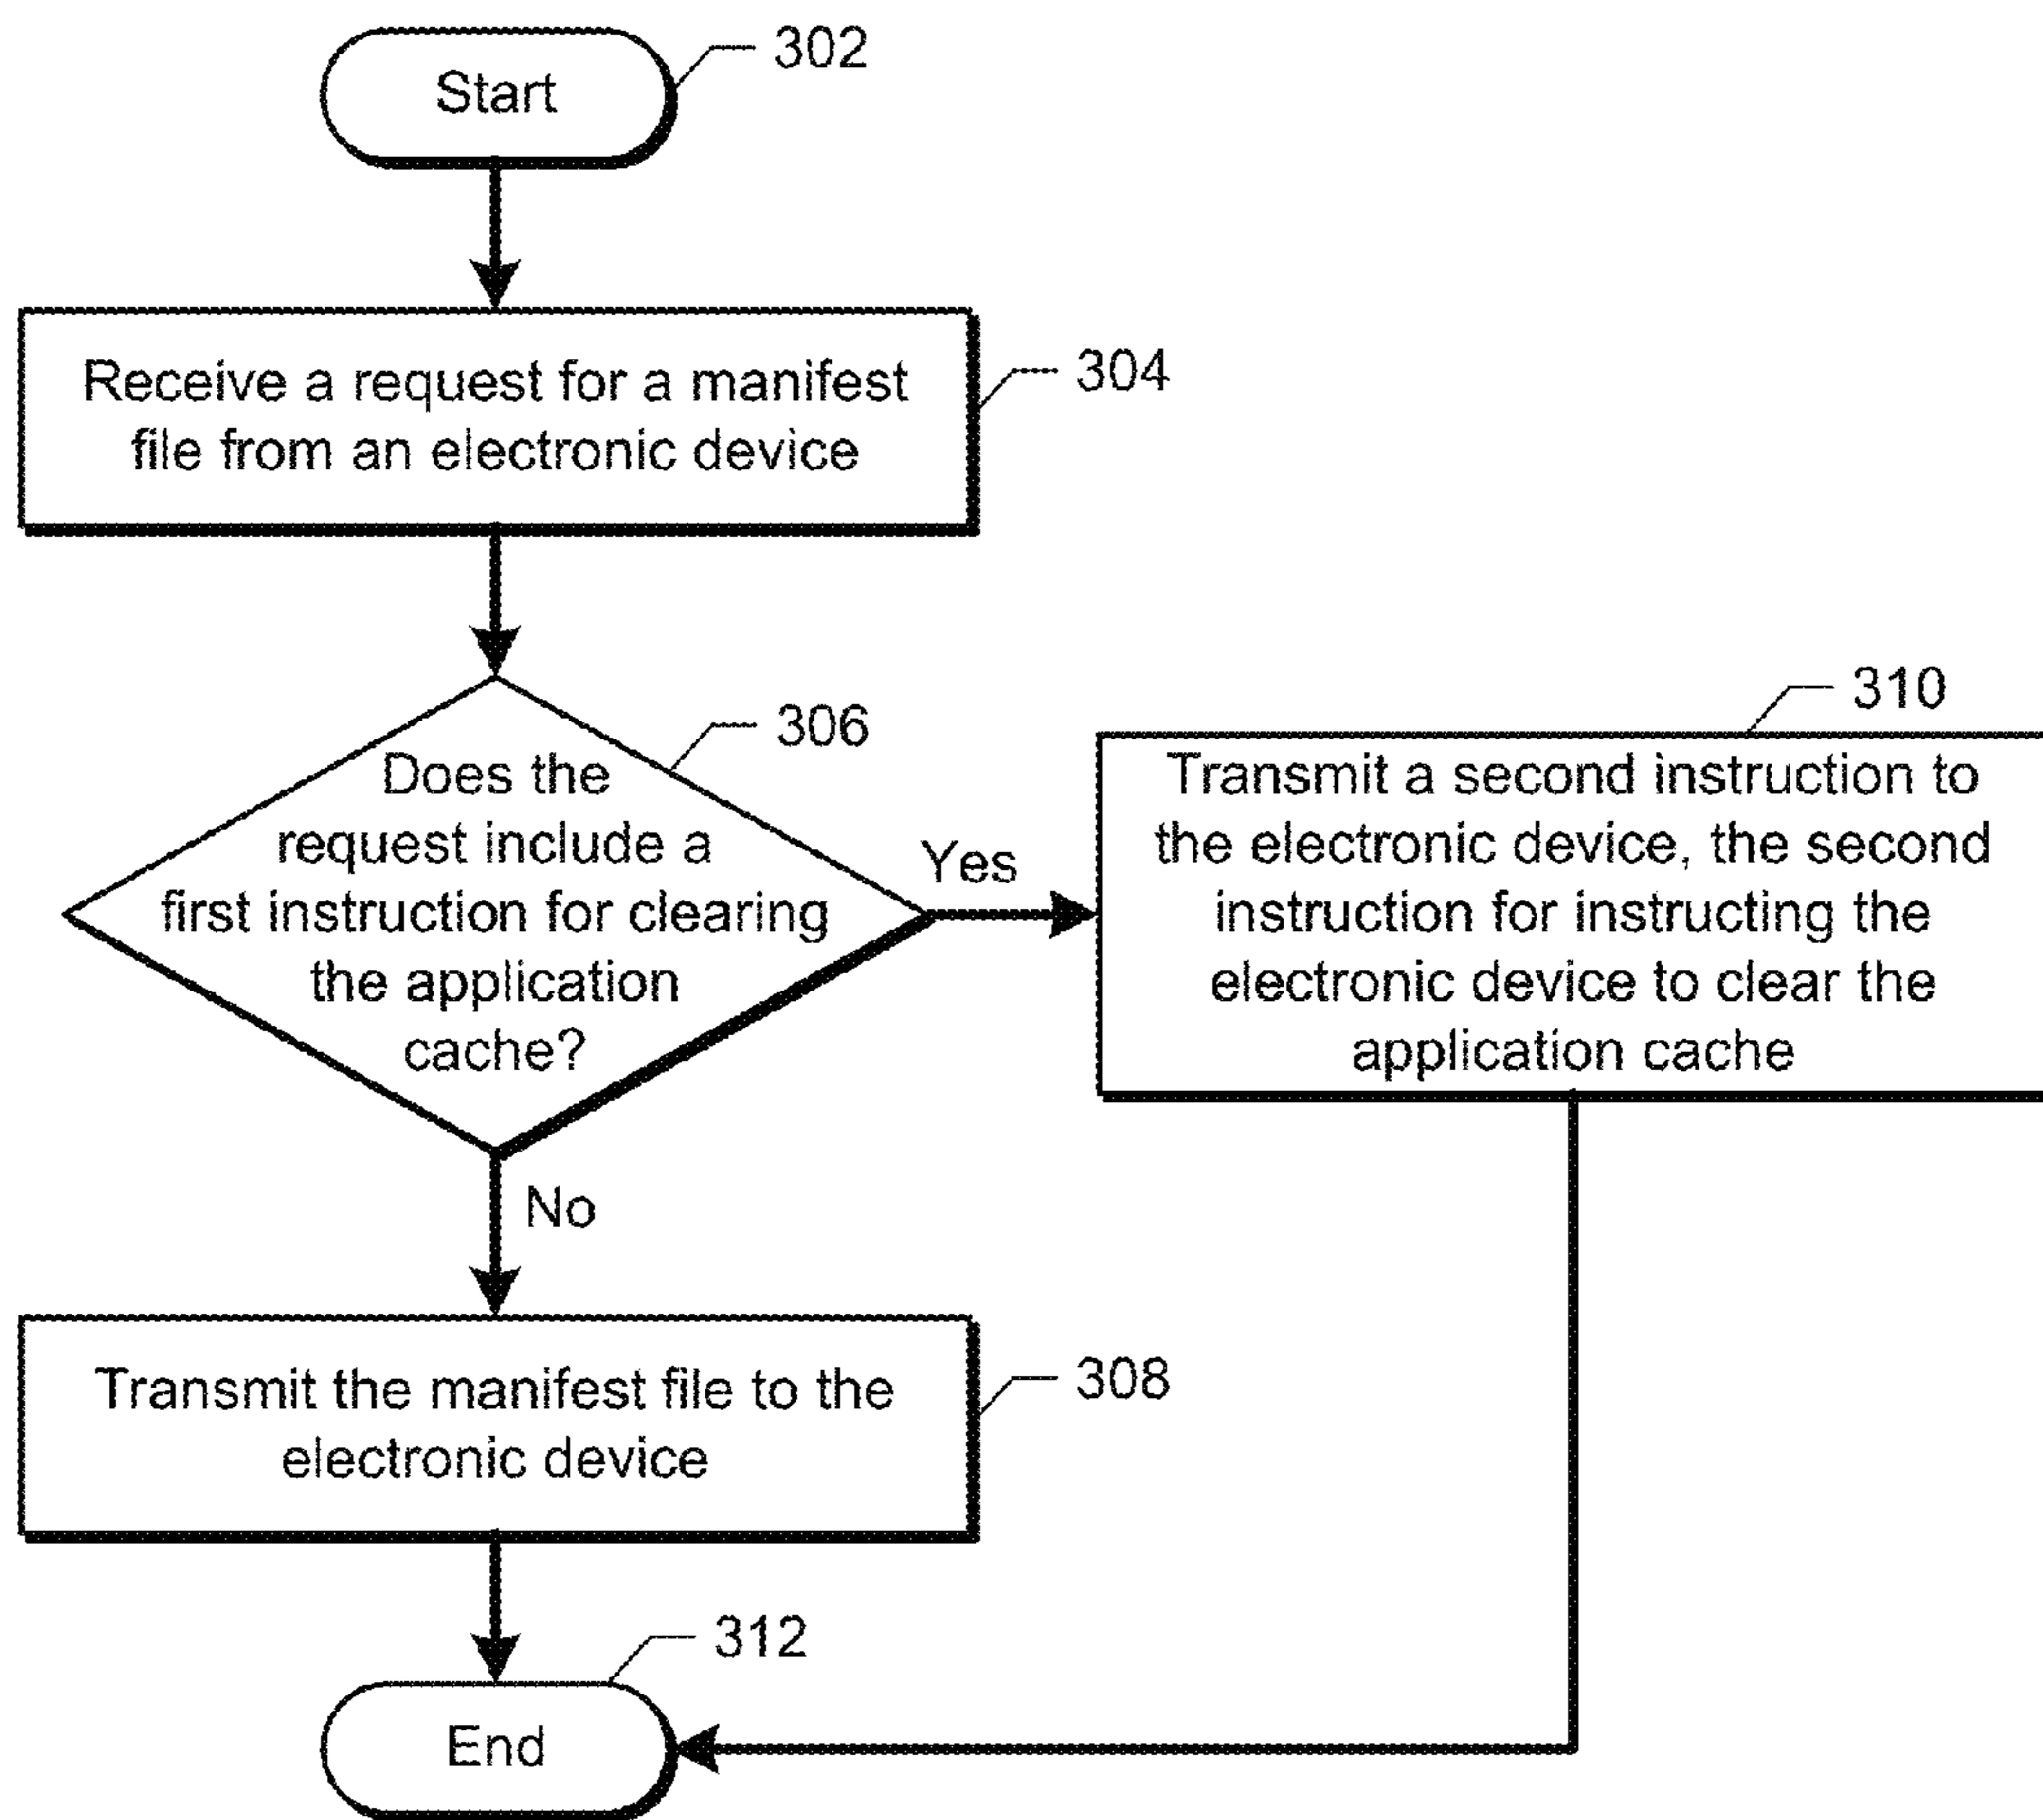 Start
302
Receive a request for a manifest
file from an electronic device
304
306
Does the
request include a
first instruction for clearing
the application
cache?
Yes
310
Transmit a second instruction to
the electronic device, the second
instruction for instructing the
electronic device to clear the
application cache
No
Transmit the manifest file to the
electronic device
308
312
End